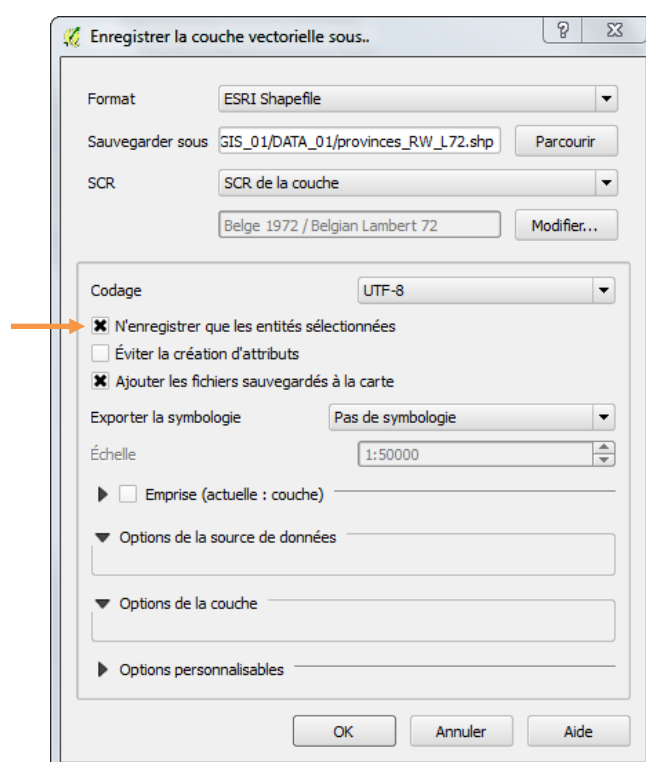 Enregistrer la couche vectorielle sous..
Format ESRI Shapefile
Sauvegarder sous GIS_01/DATA_01/provinces_RW_L72.shp Parcourir
SCR SCR de la couche
Belge 1972 / Belgian Lambert 72 Modifier...
Codage UTF-8
N'enregistrer que les entités sélectionnées
Éviter la création d'attributs
Ajouter les fichiers sauvegardés à la carte
Exporter la symbologie Pas de symbologie
Échelle 1:50000
Emprise (actuelle : couche)
Options de la source de données
Options de la couche
Options personnalisables
OK Annuler Aide